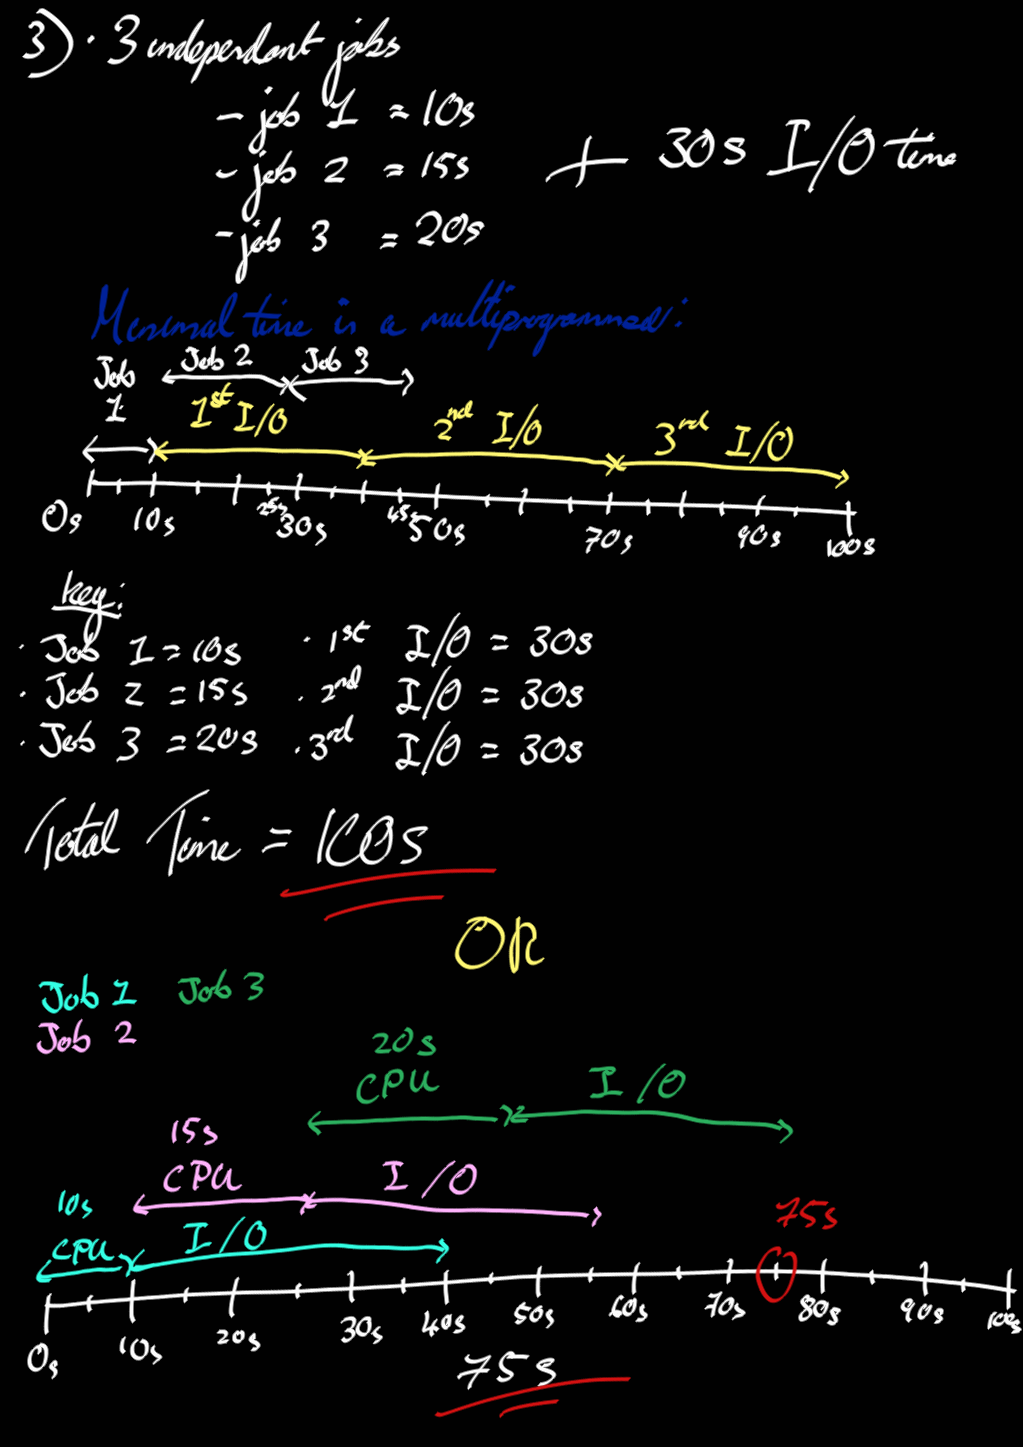 3) · 3 independant jobs
- job 1 = 10s
- job 2 = 15s
+ 30s I/O time
- job 3 = 20s
Minimal time is a multiprogrammed:
Job 1
Job 2
Job 3
1st I/O
2nd I/O
3rd I/O
0s 10s 25s 30s 45s 50s 70s 90s 100s
key:
· Job 1 = 10s · 1st I/O = 30s
· Job 2 = 15s · 2nd I/O = 30s
· Job 3 = 20s · 3rd I/O = 30s
Total Time = 100s
OR
Job 1 Job 3
Job 2
20s
CPU I/O
15s
CPU I/O
10s
CPU I/O
75s
0s 10s 20s 30s 40s 50s 60s 70s 80s 90s 100s
75s